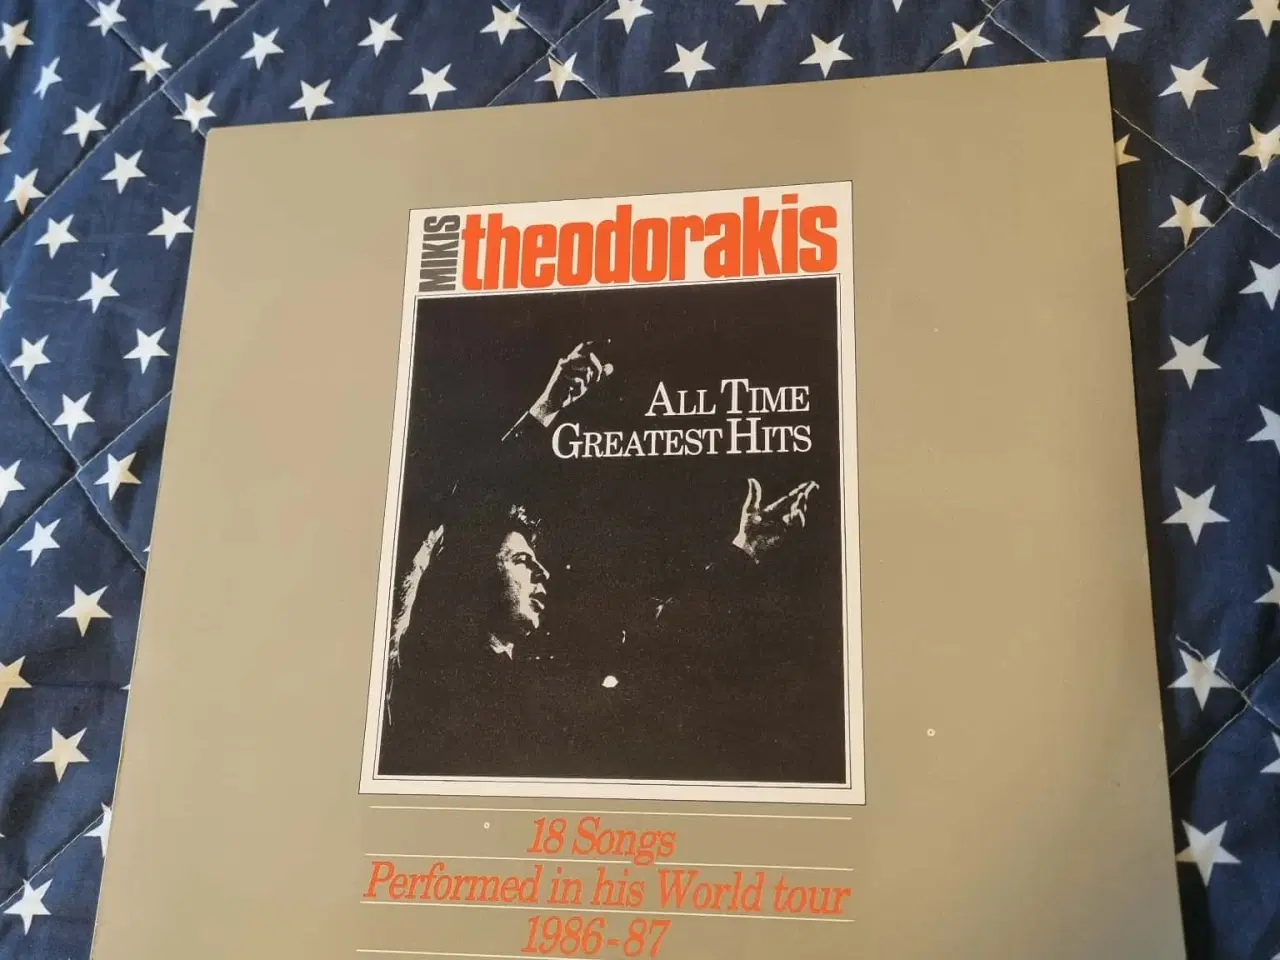 MIKIS theodorakis
ALL TIME
GREATEST HITS
18 Songs
Performed in his World tour
1986-87